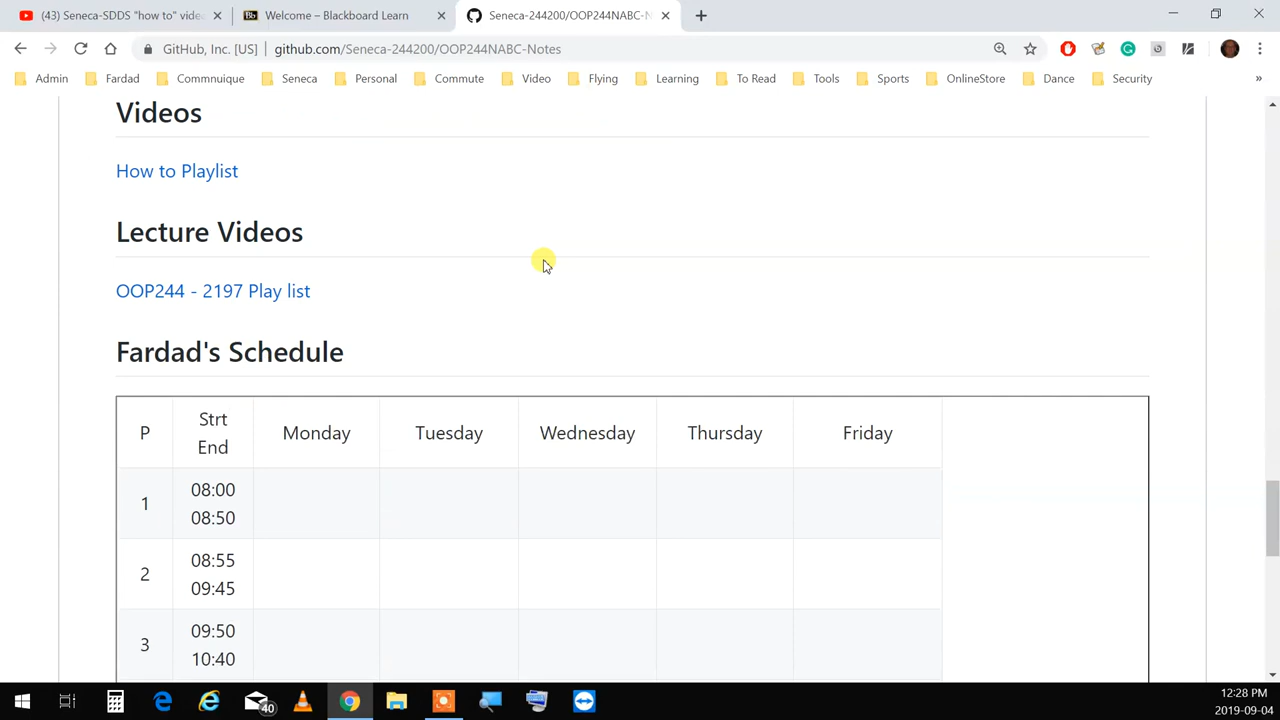 (43) Seneca-SDDS "how to" vide
Welcome – Blackboard Learn
Seneca-244200/OOP244NABC-N
GitHub, Inc. [US] | github.com/Seneca-244200/OOP244NABC-Notes
Admin Fardad Commnuique Seneca Personal Commute Video Flying Learning To Read Tools Sports OnlineStore Dance Security »
Videos
How to Playlist
Lecture Videos
OOP244 - 2197 Play list
Fardad's Schedule
P Strt End Monday Tuesday Wednesday Thursday Friday
1 08:00 08:50
2 08:55 09:45
3 09:50 10:40
40
12:28 PM
2019-09-04